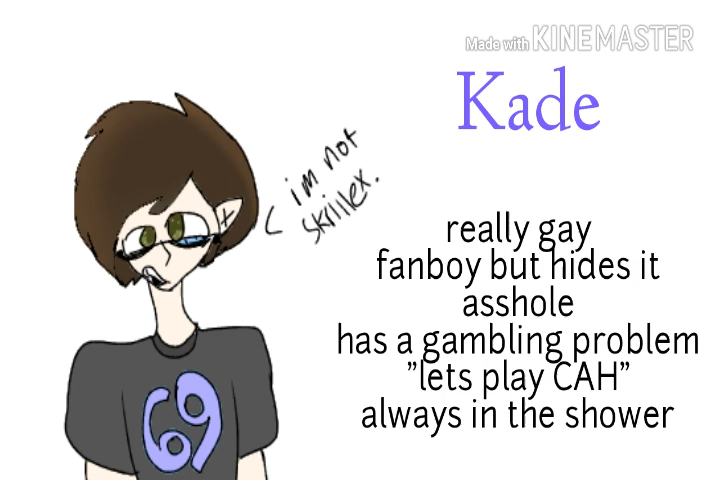 Made with KINEMASTER
Kade
im not
skrillex.
really gay
fanboy but hides it
asshole
has a gambling problem
"lets play CAH"
always in the shower
69